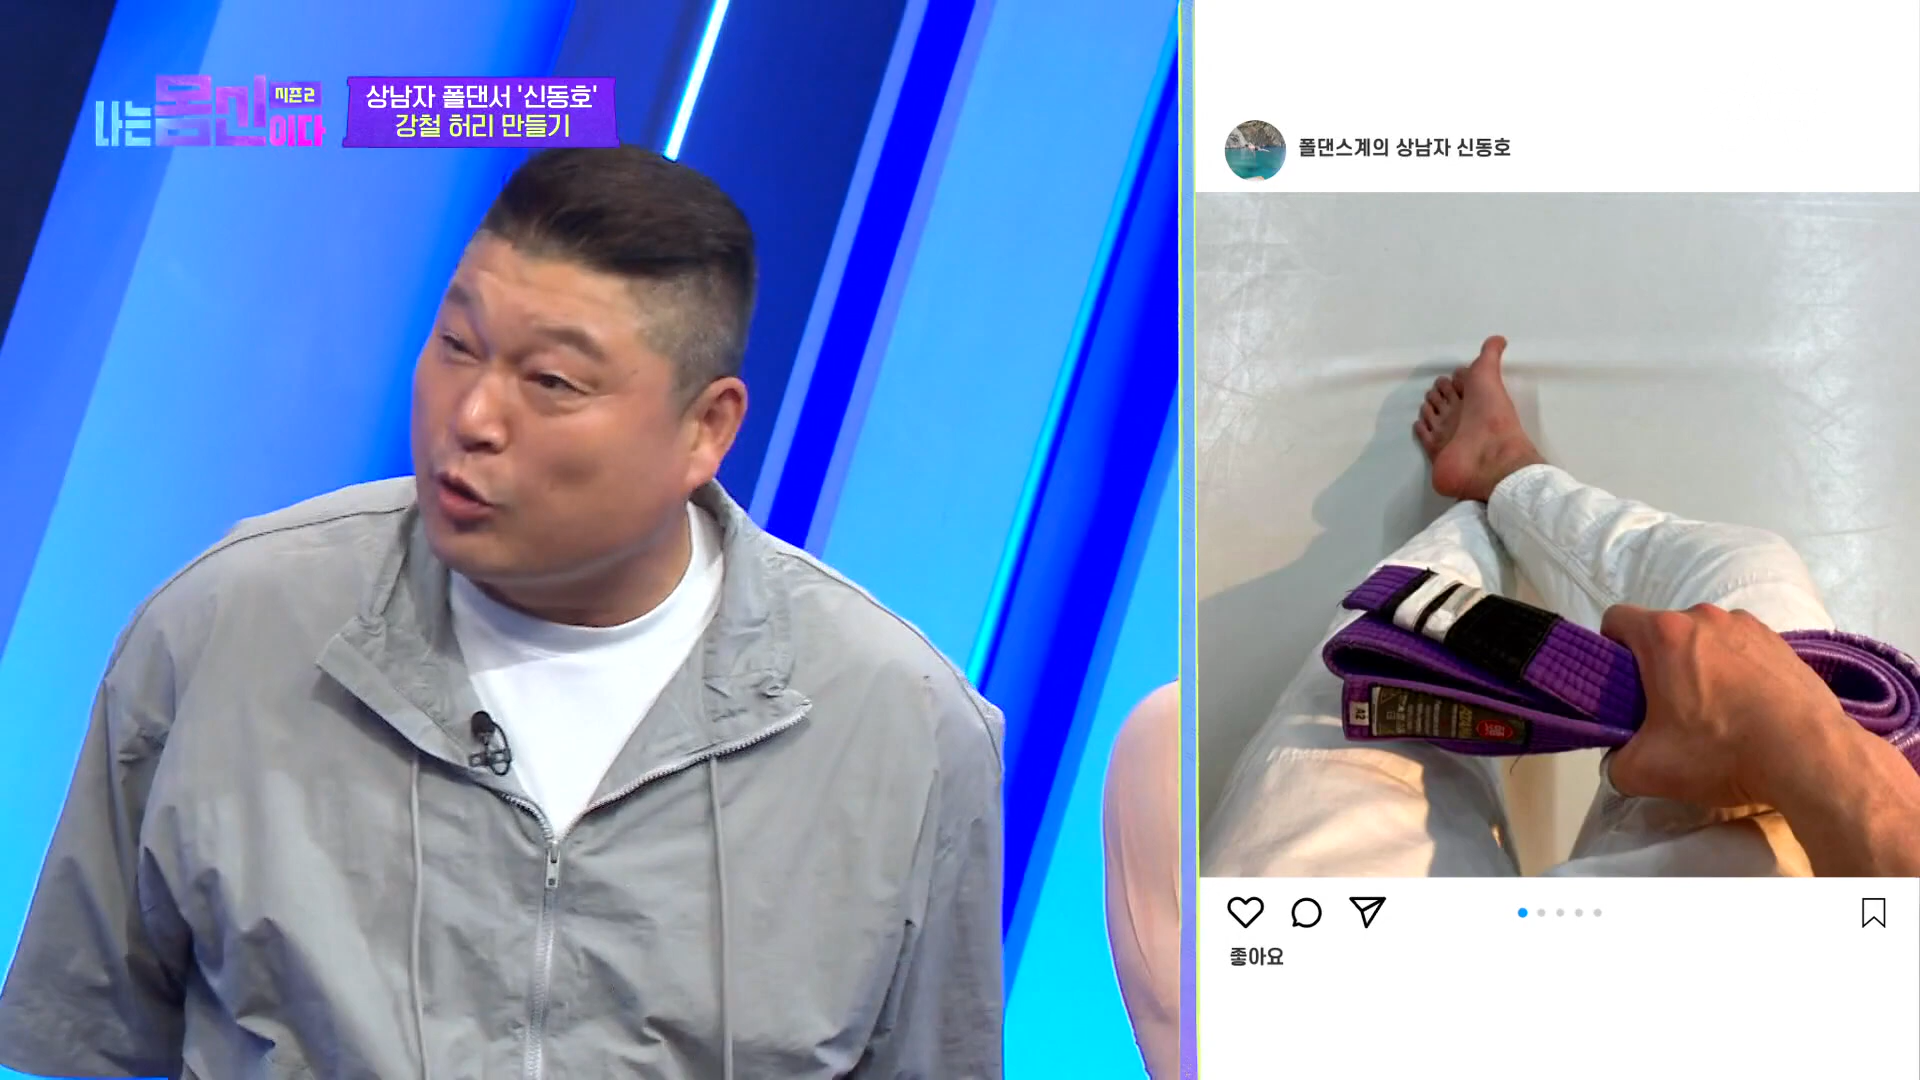 나는 몸신이다 시즌2
상남자 폴댄서 '신동호'
강철 허리 만들기
폴댄스계의 상남자 신동호
A2
좋아요